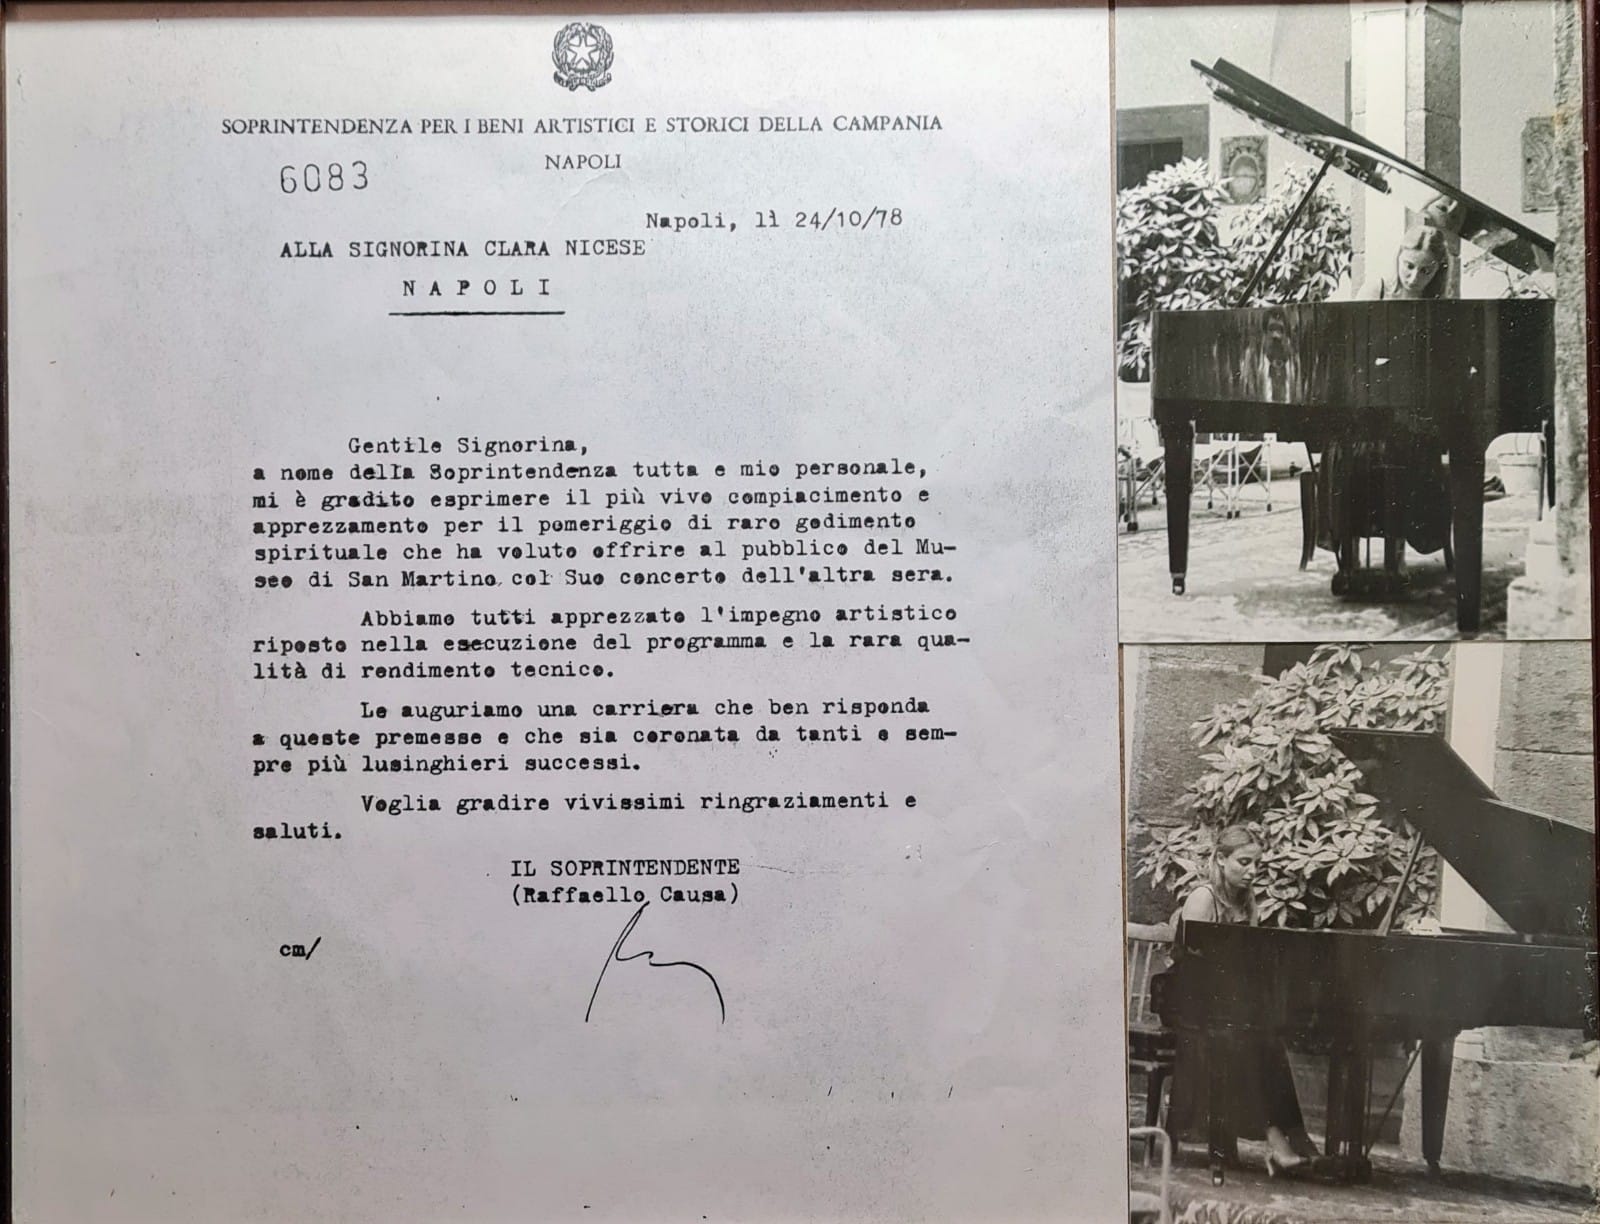 SOPRINTENDENZA PER I BENI ARTISTICI E STORICI DELLA CAMPANIA
NAPOLI
6083
Napoli, lì 24/10/78
ALLA SIGNORINA CLARA NICESE
N A P O L I
Gentile Signorina,
a nome della Soprintendenza tutta e mio personale,
mi è gradito esprimere il più vivo compiacimento e
apprezzamento per il pomeriggio di raro godimento
spirituale che ha voluto offrire al pubblico del Mu-
seo di San Martino col Suo concerto dell'altra sera.
Abbiamo tutti apprezzato l'impegno artistico
riposto nella esecuzione del programma e la rara qua-
lità di rendimento tecnico.
Le auguriamo una carriera che ben risponda
a queste premesse e che sia coronata da tanti e sem-
pre più lusinghieri successi.
Voglia gradire vivissimi ringraziamenti e
saluti.
IL SOPRINTENDENTE
(Raffaello Causa)
cm/